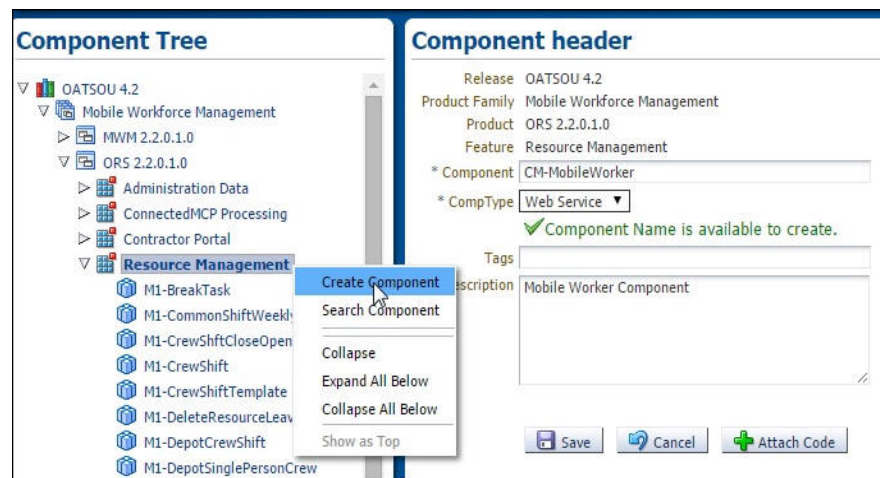 Component Tree
OATSOU 4.2
Mobile Workforce Management
MWM 2.2.0.1.0
ORS 2.2.0.1.0
Administration Data
ConnectedMCP Processing
Contractor Portal
Resource Management
M1-BreakTask
M1-CommonShiftWeekly
M1-CrewShftCloseOpen
M1-CrewShift
M1-CrewShiftTemplate
M1-DeleteResourceLeav
M1-DepotCrewShift
M1-DepotSinglePersonCrew
Create Component
Search Component
Collapse
Expand All Below
Collapse All Below
Show as Top
Component header
Release OATSOU 4.2
Product Family Mobile Workforce Management
Product ORS 2.2.0.1.0
Feature Resource Management
* Component CM-MobileWorker
* CompType Web Service
Component Name is available to create.
Tags
escription Mobile Worker Component
Save Cancel Attach Code